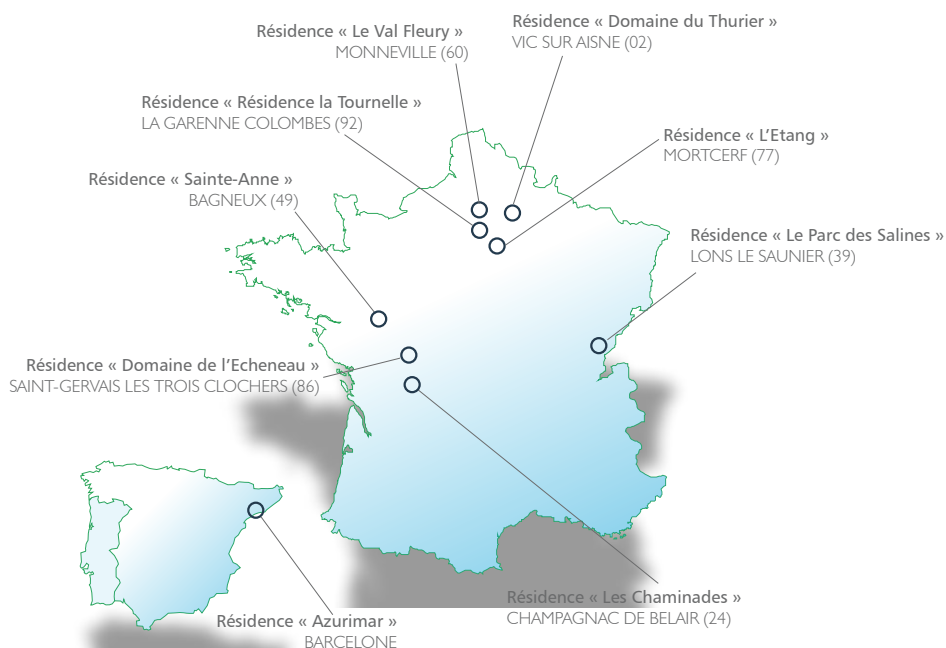 Résidence « Le Val Fleury »
MONNEVILLE (60)
Résidence « Domaine du Thurier »
VIC SUR AISNE (02)
Résidence « Résidence la Tournelle »
LA GARENNE COLOMBES (92)
Résidence « L'Etang »
MORTCERF (77)
Résidence « Sainte-Anne »
BAGNEUX (49)
Résidence « Le Parc des Salines »
LONS LE SAUNIER (39)
Résidence « Domaine de l'Echeneau »
SAINT-GERVAIS LES TROIS CLOCHERS (86)
Résidence « Les Chaminades »
CHAMPAGNAC DE BELAIR (24)
Résidence « Azurimar »
BARCELONE